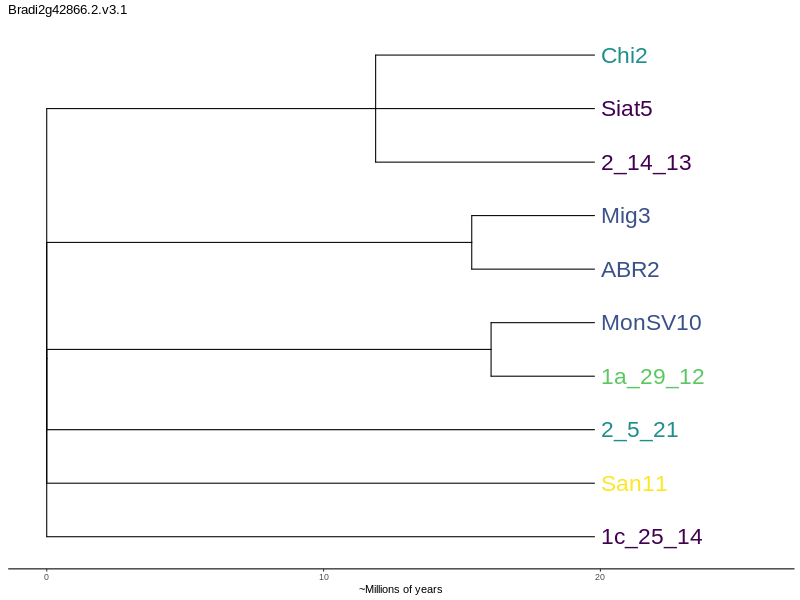 Bradi2g42866.2.v3.1
Chi2
Siat5
2_14_13
Mig3
ABR2
MonSV10
1a_29_12
2_5_21
San11
1c_25_14
0 10 20
~Millions of years